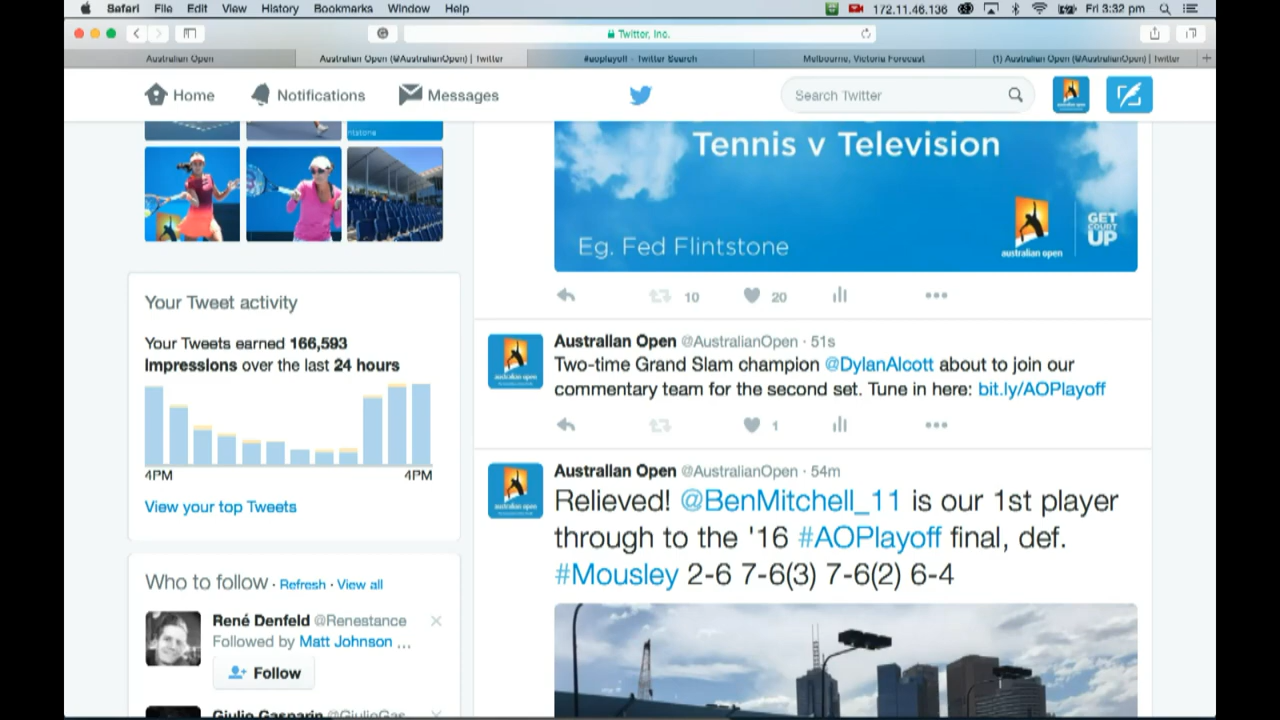 Safari File Edit View History Bookmarks Window Help 172.11.46.136 Fri 3:32 pm
Twitter, Inc.
Australian Open Australian Open (@AustralianOpen) | Twitter #aoplayoff - Twitter Search Melbourne, Victoria Forecast (1) Australian Open (@AustralianOpen) | Twitter
Home Notifications Messages Search Twitter
Tennis v Television
Eg. Fed Flintstone
australian open
GET
COURT
UP
10 20
Your Tweet activity
Your Tweets earned 166,593
Impressions over the last 24 hours
4PM 4PM
View your top Tweets
Australian Open @AustralianOpen · 51s
Two-time Grand Slam champion @DylanAlcott about to join our
commentary team for the second set. Tune in here: bit.ly/AOPlayoff
1
Australian Open @AustralianOpen · 54m
Relieved! @BenMitchell_11 is our 1st player
through to the '16 #AOPlayoff final, def.
#Mousley 2-6 7-6(3) 7-6(2) 6-4
Who to follow · Refresh · View all
René Denfeld @Renestance
Followed by Matt Johnson ...
Follow
Giulio Gasparin @GiulioGas